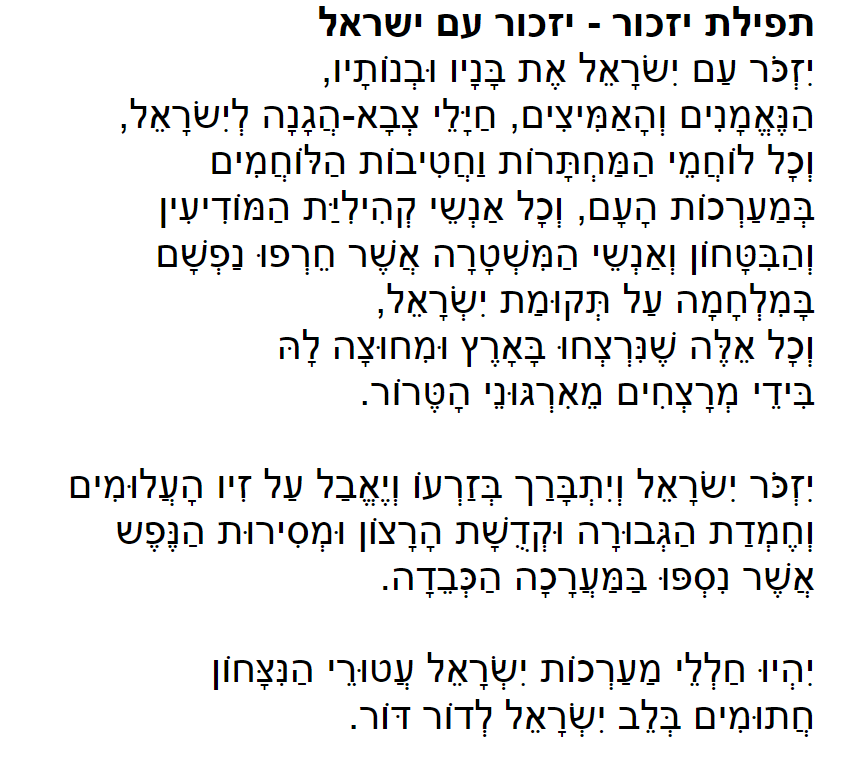 תפילת יזכור - יזכור עם ישראל
יִזְכֹּר עַם יִשׂרָאֵל אֶת בָּנָיו וּבְנוֹתָיו,
הַנֶּאֱמָנִים וְהָאַמִּיצִים, חַיָּלֵי צְבָא-הֲגָנָה לְיִשׂרָאֵל,
וְכָל לוֹחֲמֵי הַמַּחְתָּרוֹת וַחֲטִיבוֹת הַלּוֹחֲמִים
בְּמַעַרְכוֹת הָעָם, וְכָל אַנְשֵי קְהִילִיַּת הַמּוֹדִיעִין
וְהַבִּטָּחוֹן וְאַנְשֵׁי הַמִּשְׁטָרָה אֲשֶׁר חֵרְפוּ נַפְשָׁם
בָּמִלְחָמָה עַל תְּקוּמַת יִשְׂרָאֵל,
וְכָל אֵלֶּה שֶׁנִּרְצְחוּ בָּאָרֶץ וּמִחוּצָה לָהּ
בִּידֵי מְרָצְחִים מֵאִרְגּוּנֵי הָטֶּרוֹר.
יִזְכֹּר יִשׂרָאֵל וְיִתְבָּרַך בְּזַרְעוֹ וְיֶאֱבַל עַל זִיו הָעֲלוּמִים
וְחֶמְדַת הַגְּבוּרָה וּקְדֻשָּׁת הָרָצוֹן וּמְסִירוּת הַנֶּפֶשׁ
אֲשֶׁר נִסְפּוּ בַּמַּעֲרָכָה הַכְּבֵדָה.
יִהְיוּ חַלְלֵי מַעַרְכוֹת יִשְׂרָאֵל עֲטוּרֵי הַנִּצָּחוֹן
חֲתוּמִים בְּלֵב יִשְׂרָאֵל לְדוֹר דּוֹר.